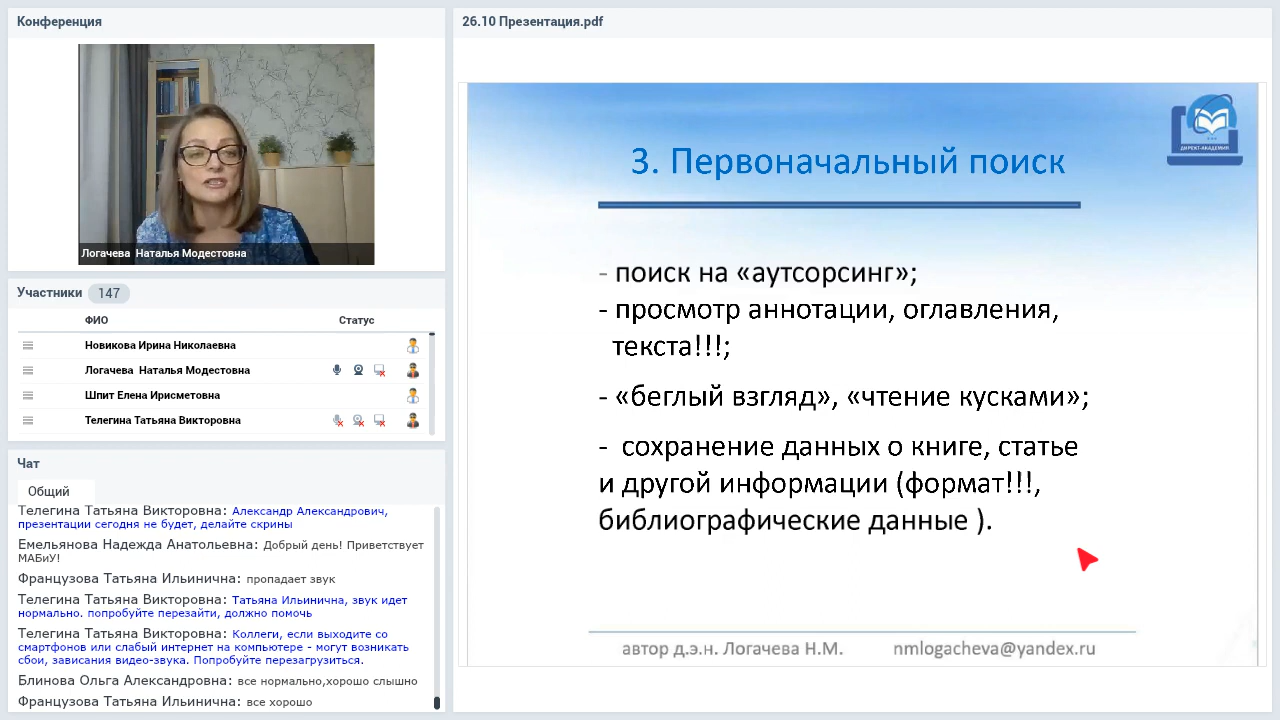 Конференция
Логачева  Наталья Модестовна
Участники 147
ФИО Статус
Новикова Ирина Николаевна
Логачева  Наталья Модестовна
Шпит Елена Ирисметовна
Телегина Татьяна Викторовна
Чат
Общий
Телегина Татьяна Викторовна: Александр Александрович,
презентации сегодня не будет, делайте скрины
Емельянова Надежда Анатольевна: Добрый день! Приветствует
МАБиУ!
Французова Татьяна Ильинична: пропадает звук
Телегина Татьяна Викторовна: Татьяна Ильинична, звук идет
нормально. попробуйте перезайти, должно помочь
Телегина Татьяна Викторовна: Коллеги, если выходите со
смартфонов или слабый интернет на компьютере - могут возникать
сбои, зависания видео-звука. Попробуйте перезагрузиться.
Блинова Ольга Александровна: все нормально,хорошо слышно
Французова Татьяна Ильинична: все хорошо
26.10 Презентация.pdf
ДИРЕКТ-АКАДЕМИЯ
3. Первоначальный поиск
- поиск на «аутсорсинг»;
- просмотр аннотации, оглавления,
текста!!!;
- «беглый взгляд», «чтение кусками»;
-  сохранение данных о книге, статье
и другой информации (формат!!!,
библиографические данные ).
автор д.э.н. Логачева Н.М. nmlogacheva@yandex.ru